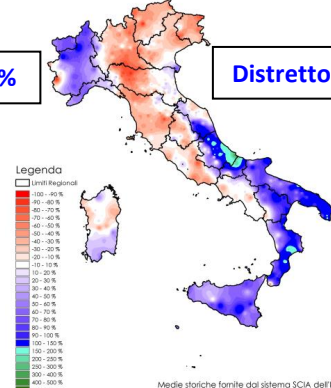 %
Distretto
Legenda
Limiti Regionali
-100 - -90 %
-90 - -80 %
-80 - -70 %
-70 - -60 %
-60 - -50 %
-50 - -40 %
-40 - -30 %
-30 - -20 %
-20 - -10 %
-10 - 10 %
10 - 20 %
20 - 30 %
30 - 40 %
40 - 50 %
50 - 60 %
60 - 70 %
70 - 80 %
80 - 90 %
90 - 100 %
100 - 150 %
150 - 200 %
200 - 250 %
250 - 300 %
300 - 400 %
400 - 500 %
Medie storiche fornite dal sistema SCIA dell'I